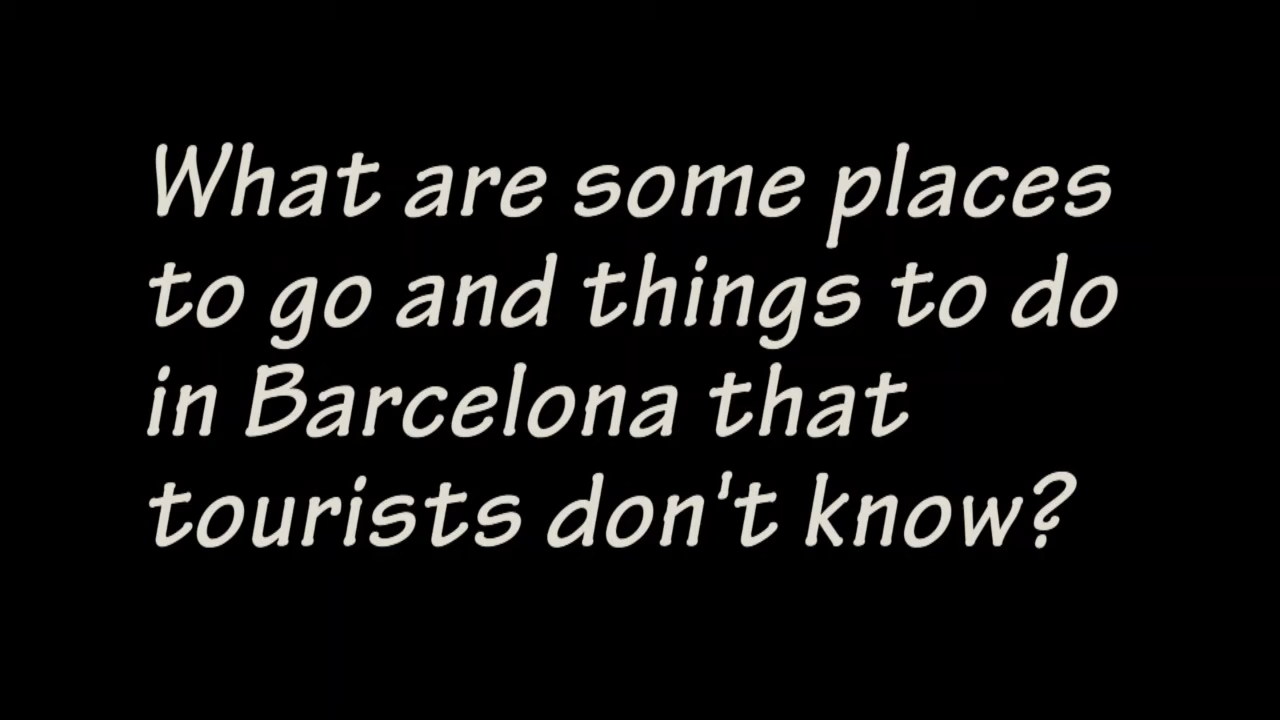 What are some places
to go and things to do
in Barcelona that
tourists don't know?